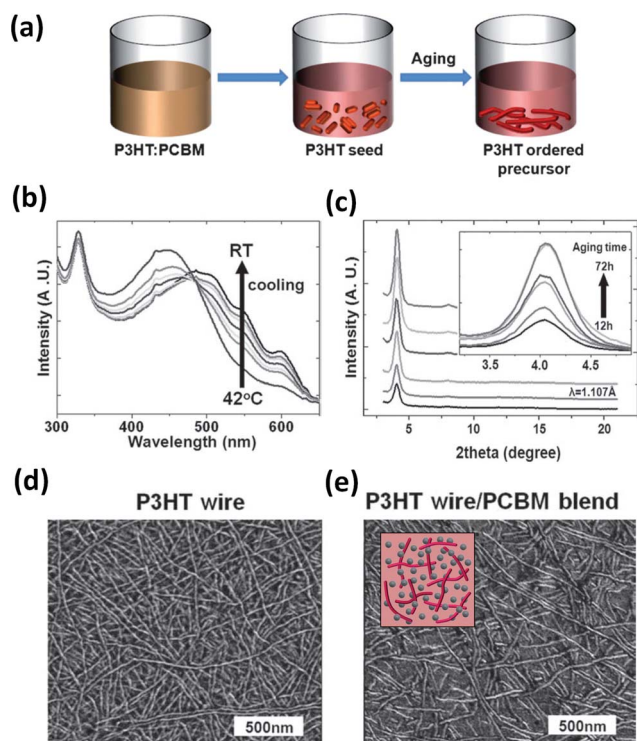 (a)
Aging
P3HT:PCBM
P3HT seed
P3HT ordered
precursor
(b)
Intensity (A .U.)
RT
cooling
42°C
300
400
500
600
Wavelength (nm)
(c)
Intensity (A.U.)
Aging time
72h
12h
3.5
4.0
4.5
λ=1.107Å
5
10
15
20
2theta (degree)
(d)
P3HT wire
500nm
(e)
P3HT wire/PCBM blend
500nm